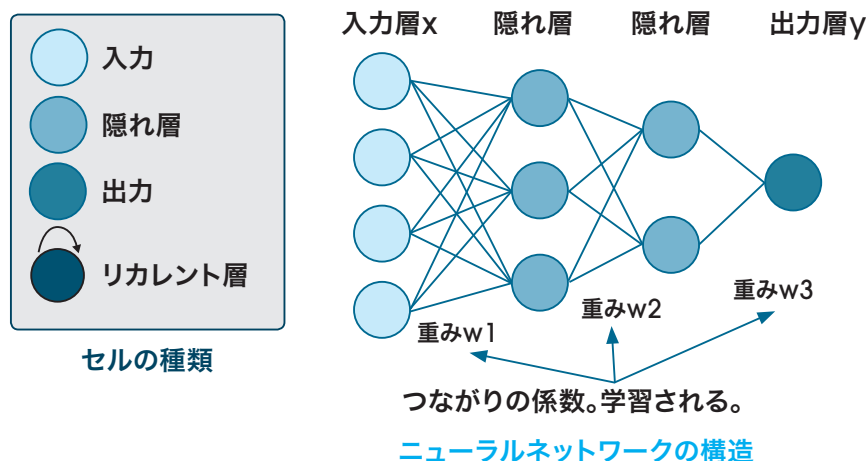 入力
隠れ層
出力
リカレント層
セルの種類
入力層x 隠れ層 隠れ層 出力層y
重みw1
重みw2
重みw3
つながりの係数。学習される。
ニューラルネットワークの構造